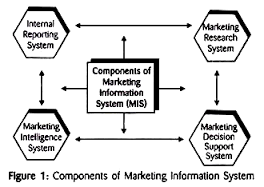 Internal
Reporting
System
Marketing
Research
System
Components of
Marketing
Information
System (MIS)
Marketing
Intelligence
System
Marketing
Decision
Support
System
Figure 1: Components of Marketing Information System